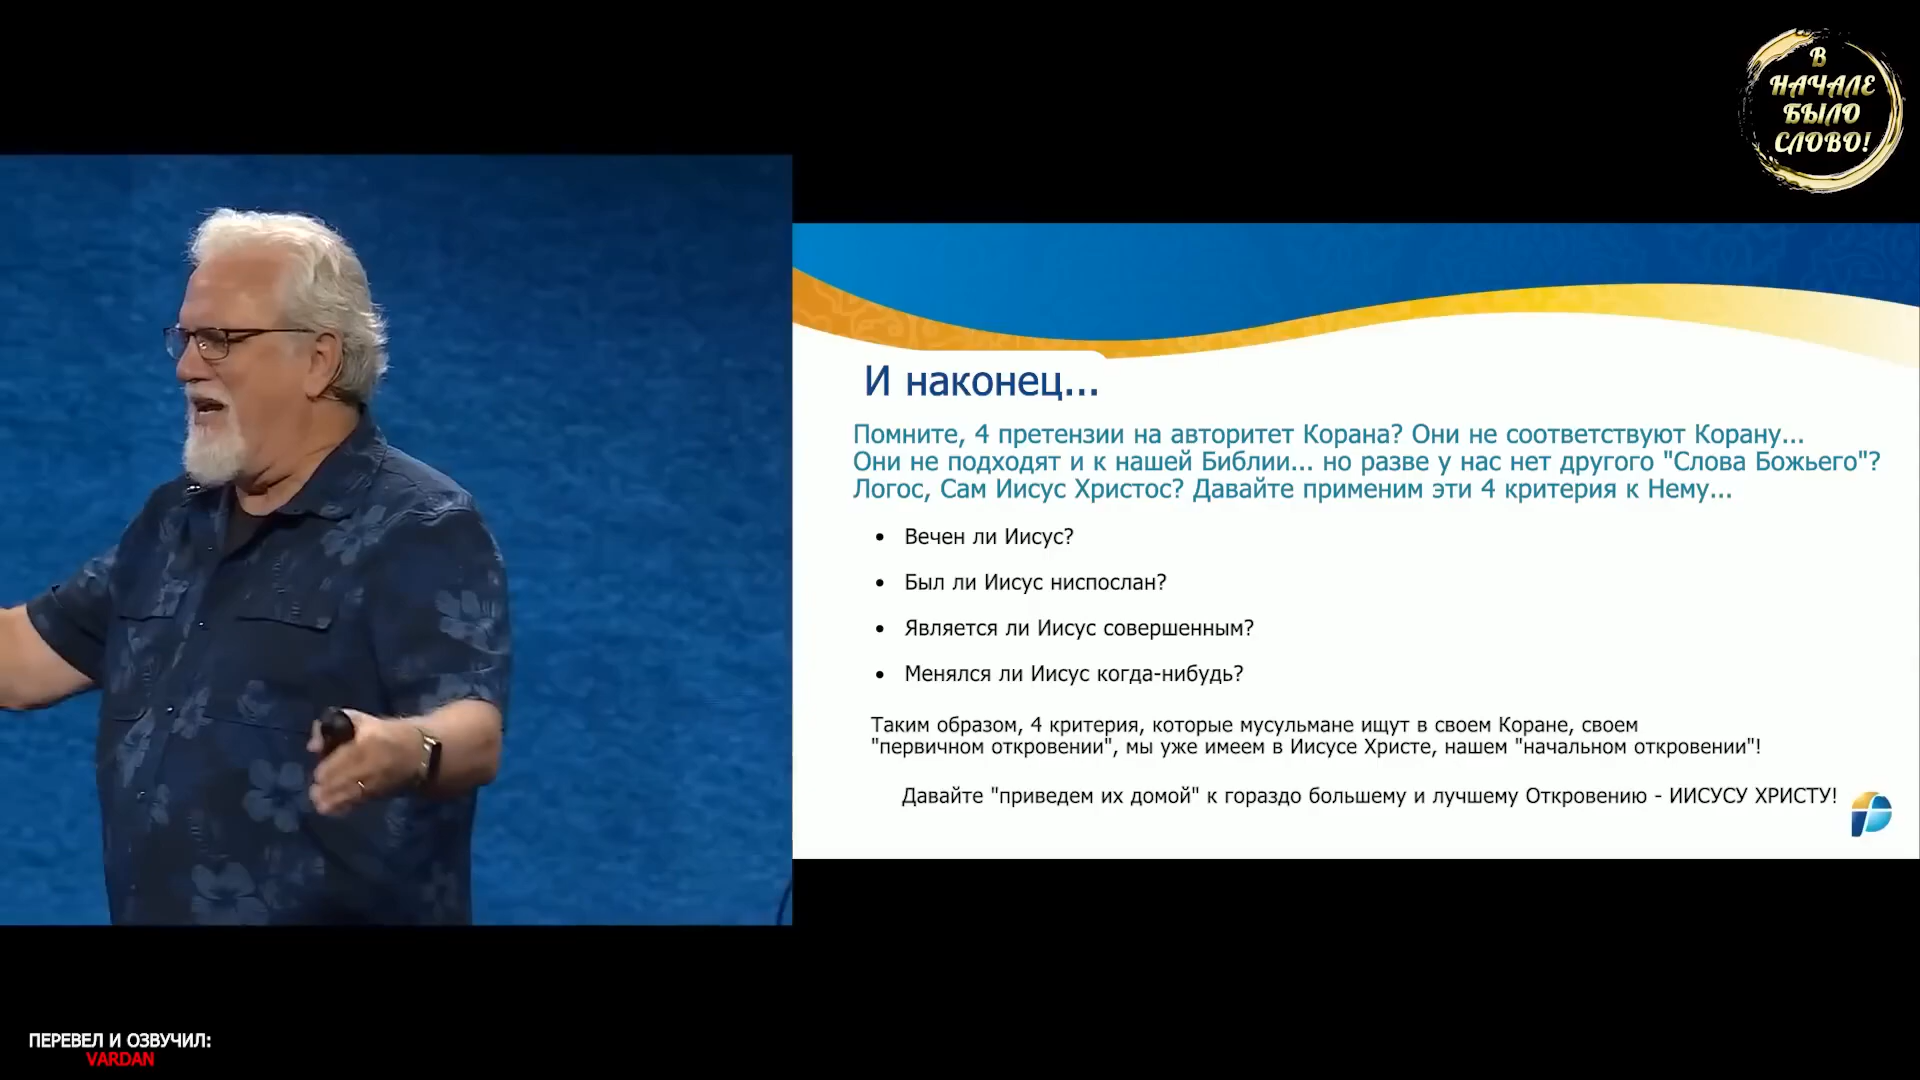 В
НАЧАЛЕ
БЫЛО
СЛОВО!
И наконец...
Помните, 4 претензии на авторитет Корана? Они не соответствуют Корану...
Они не подходят и к нашей Библии... но разве у нас нет другого "Слова Божьего"?
Логос, Сам Иисус Христос? Давайте применим эти 4 критерия к Нему...
• Вечен ли Иисус?
• Был ли Иисус ниспослан?
• Является ли Иисус совершенным?
• Менялся ли Иисус когда-нибудь?
Таким образом, 4 критерия, которые мусульмане ищут в своем Коране, своем
"первичном откровении", мы уже имеем в Иисусе Христе, нашем "начальном откровении"!
Давайте "приведем их домой" к гораздо большему и лучшему Откровению - ИИСУСУ ХРИСТУ!
ПЕРЕВЕЛ И ОЗВУЧИЛ:
VARDAN